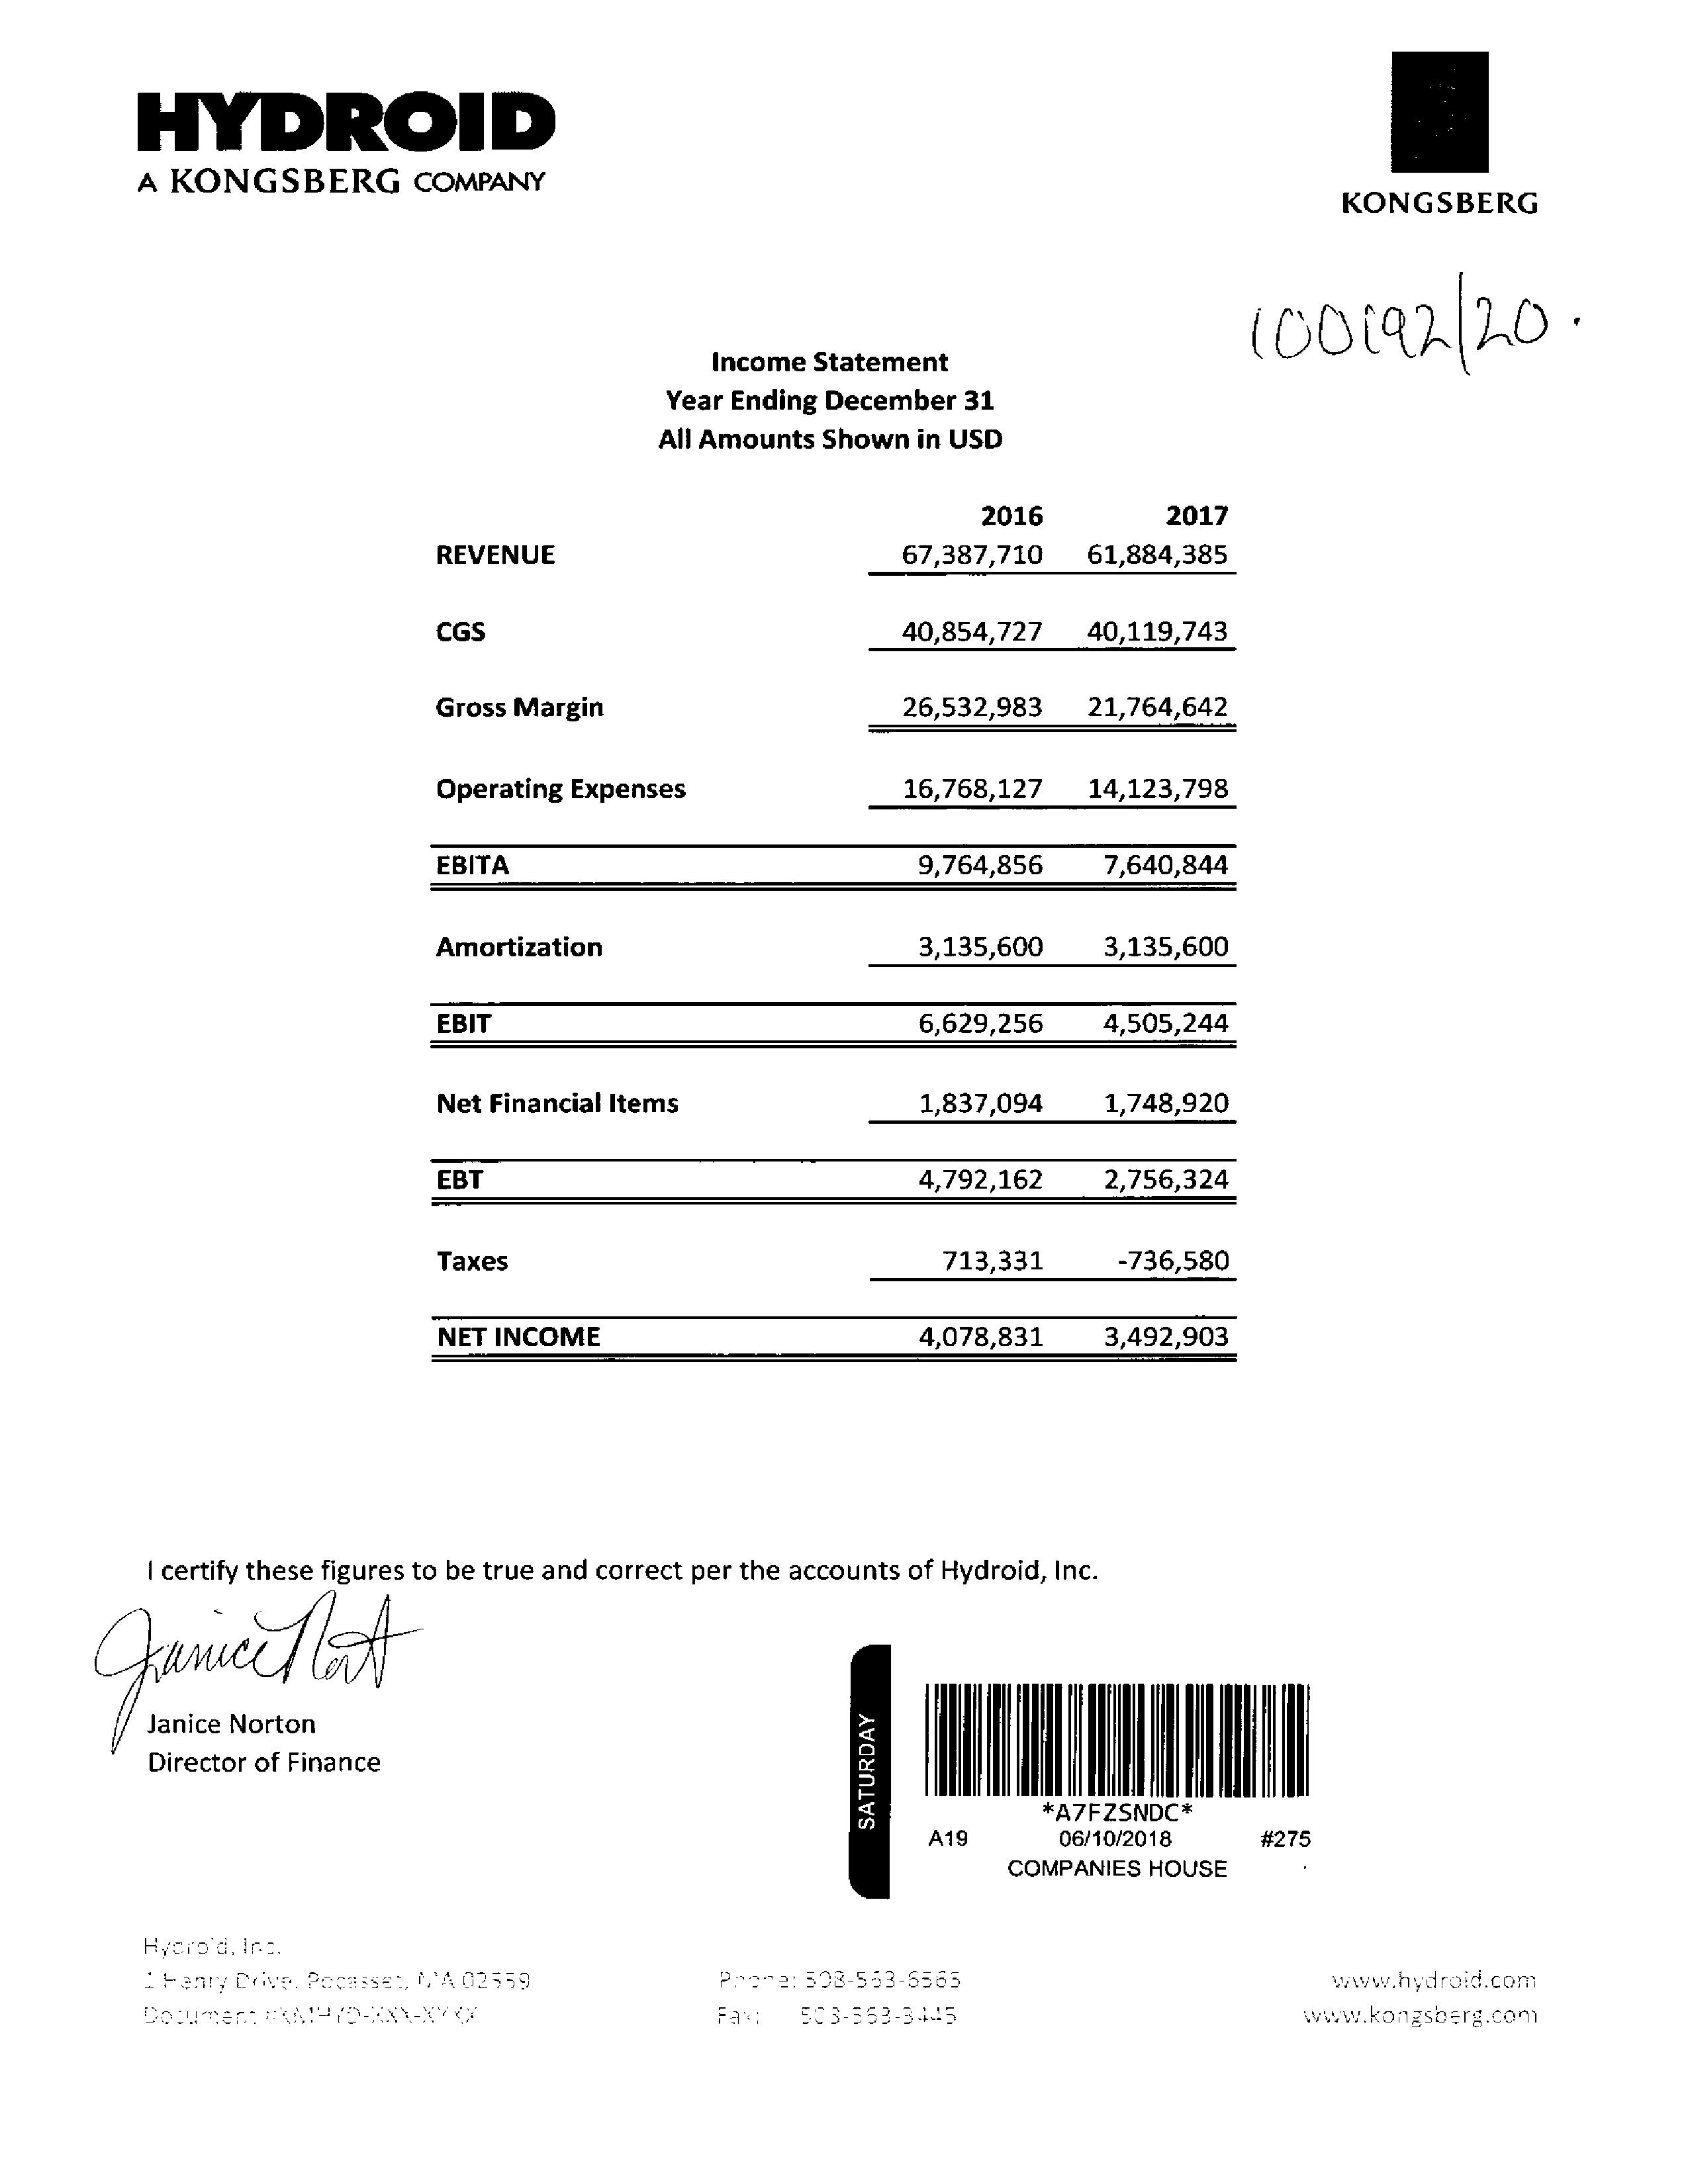 HYDROID
A KONGSBERG COMPANY
KONGSBERG
100192/20.
Income Statement
Year Ending December 31
All Amounts Shown in USD
2016 2017
REVENUE 67,387,710 61,884,385
CGS 40,854,727 40,119,743
Gross Margin 26,532,983 21,764,642
Operating Expenses 16,768,127 14,123,798
EBITA 9,764,856 7,640,844
Amortization 3,135,600 3,135,600
EBIT 6,629,256 4,505,244
Net Financial Items 1,837,094 1,748,920
EBT 4,792,162 2,756,324
Taxes 713,331 -736,580
NET INCOME 4,078,831 3,492,903
I certify these figures to be true and correct per the accounts of Hydroid, Inc.
Janice Nort
Janice Norton
Director of Finance
SATURDAY
*A7FZSNDC*
A19 06/10/2018 #275
COMPANIES HOUSE
Hydroid, Inc.
1 Henry Drive, Pocasset, MA 02559 Phone: 508-563-6565 www.hydroid.com
Document Fax: 508-563-3445 www.kongsberg.com